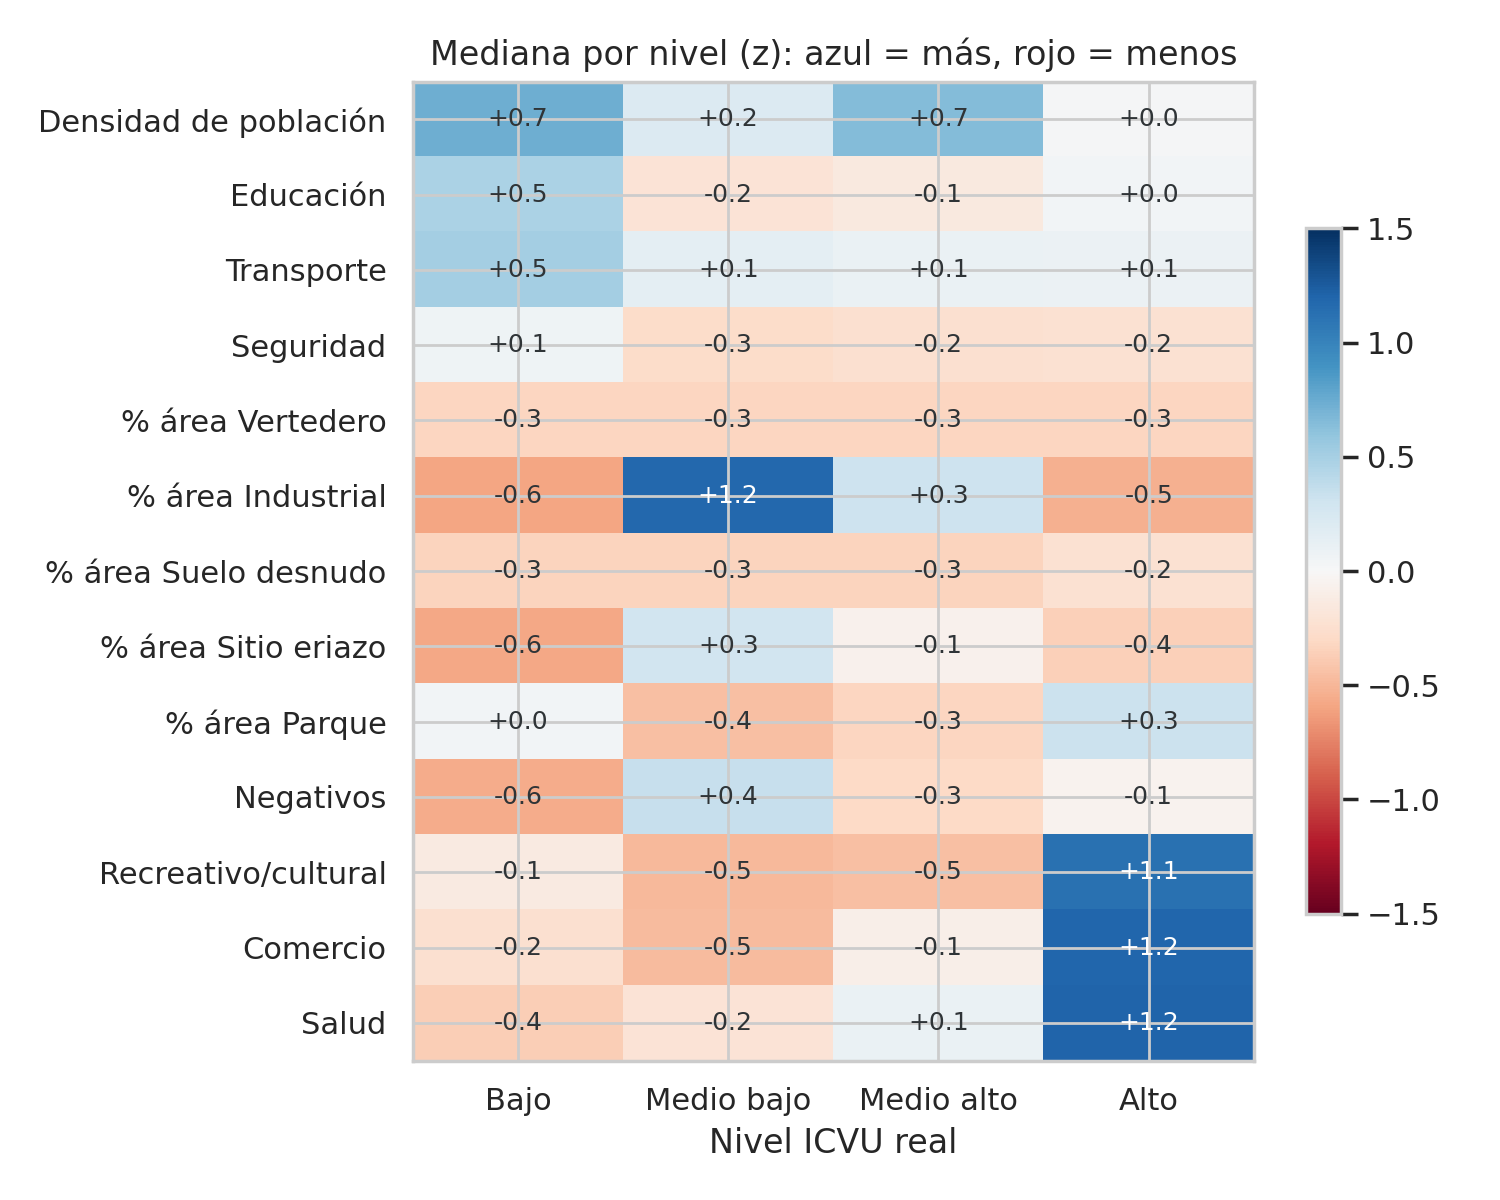 Mediana por nivel (z): azul = más, rojo = menos
Densidad de población +0.7 +0.2 +0.7 +0.0
Educación +0.5 -0.2 -0.1 +0.0
Transporte +0.5 +0.1 +0.1 +0.1
Seguridad +0.1 -0.3 -0.2 -0.2
% área Vertedero -0.3 -0.3 -0.3 -0.3
% área Industrial -0.6 +1.2 +0.3 -0.5
% área Suelo desnudo -0.3 -0.3 -0.3 -0.2
% área Sitio eriazo -0.6 +0.3 -0.1 -0.4
% área Parque +0.0 -0.4 -0.3 +0.3
Negativos -0.6 +0.4 -0.3 -0.1
Recreativo/cultural -0.1 -0.5 -0.5 +1.1
Comercio -0.2 -0.5 -0.1 +1.2
Salud -0.4 -0.2 +0.1 +1.2
Bajo Medio bajo Medio alto Alto
Nivel ICVU real
1.5
1.0
0.5
0.0
−0.5
−1.0
−1.5